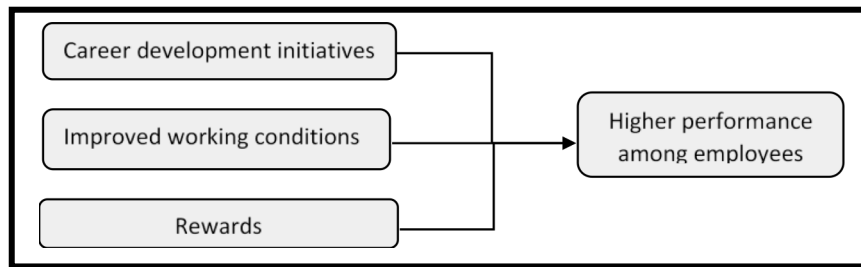 Career development initiatives
Improved working conditions
Higher performance
among employees
Rewards